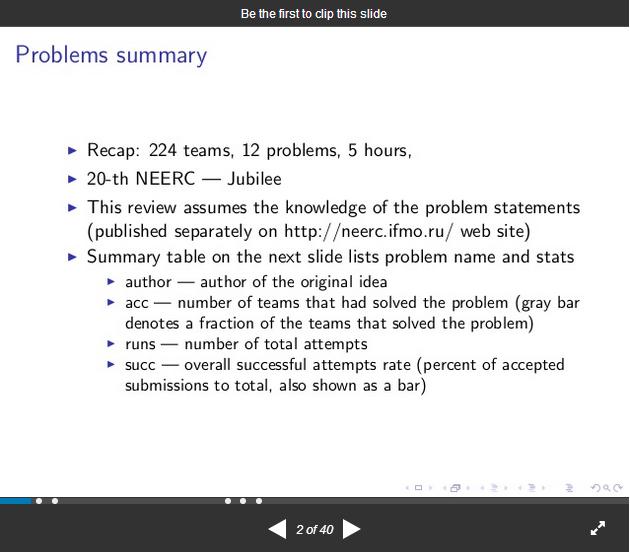 Be the first to clip this slide
Problems summary
Recap: 224 teams, 12 problems, 5 hours,
20-th NEERC — Jubilee
This review assumes the knowledge of the problem statements
(published separately on http://neerc.ifmo.ru/ web site)
Summary table on the next slide lists problem name and stats
author — author of the original idea
acc — number of teams that had solved the problem (gray bar
denotes a fraction of the teams that solved the problem)
runs — number of total attempts
succ — overall successful attempts rate (percent of accepted
submissions to total, also shown as a bar)
2 of 40